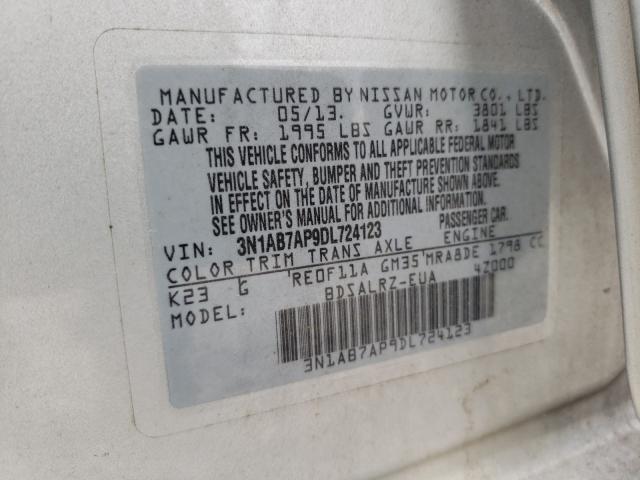 MANUFACTURED BY NISSAN MOTOR CO., LTD.
DATE: 05/13. GVWR: 3801 LBS
GAWR FR: 1995 LBS GAWR RR: 1841 LBS
THIS VEHICLE CONFORMS TO ALL APPLICABLE FEDERAL MOTOR
VEHICLE SAFETY, BUMPER AND THEFT PREVENTION STANDARDS
IN EFFECT ON THE DATE OF MANUFACTURE SHOWN ABOVE.
SEE OWNER'S MANUAL FOR ADDITIONAL INFORMATION.
VIN: 3N1AB7AP9DL724123 PASSENGER CAR.
COLOR TRIM TRANS AXLE ENGINE
K23 G RE0F11A GM35 MRA8DE 1798 CC
MODEL: BDSALRZ-EUA 4Z000
3N1AB7AP9DL724123